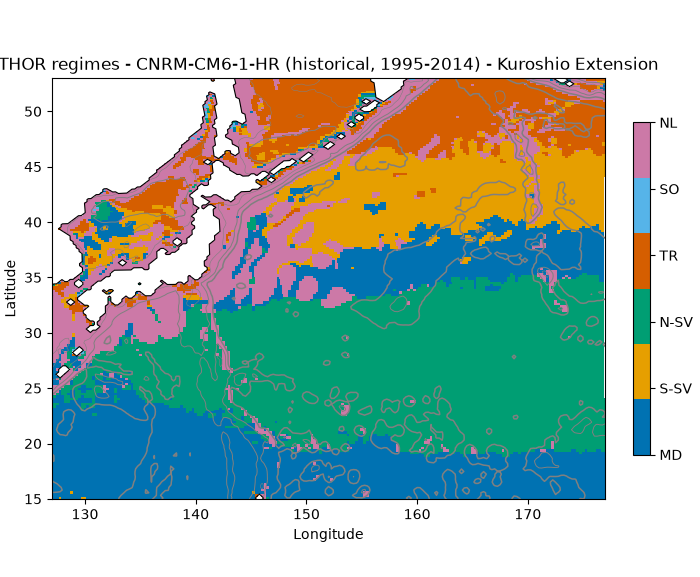 THOR regimes - CNRM-CM6-1-HR (historical, 1995-2014) - Kuroshio Extension
50
45
40
35
30
25
20
15
130
140
150
160
170
Latitude
Longitude
NL
SO
TR
N-SV
S-SV
MD